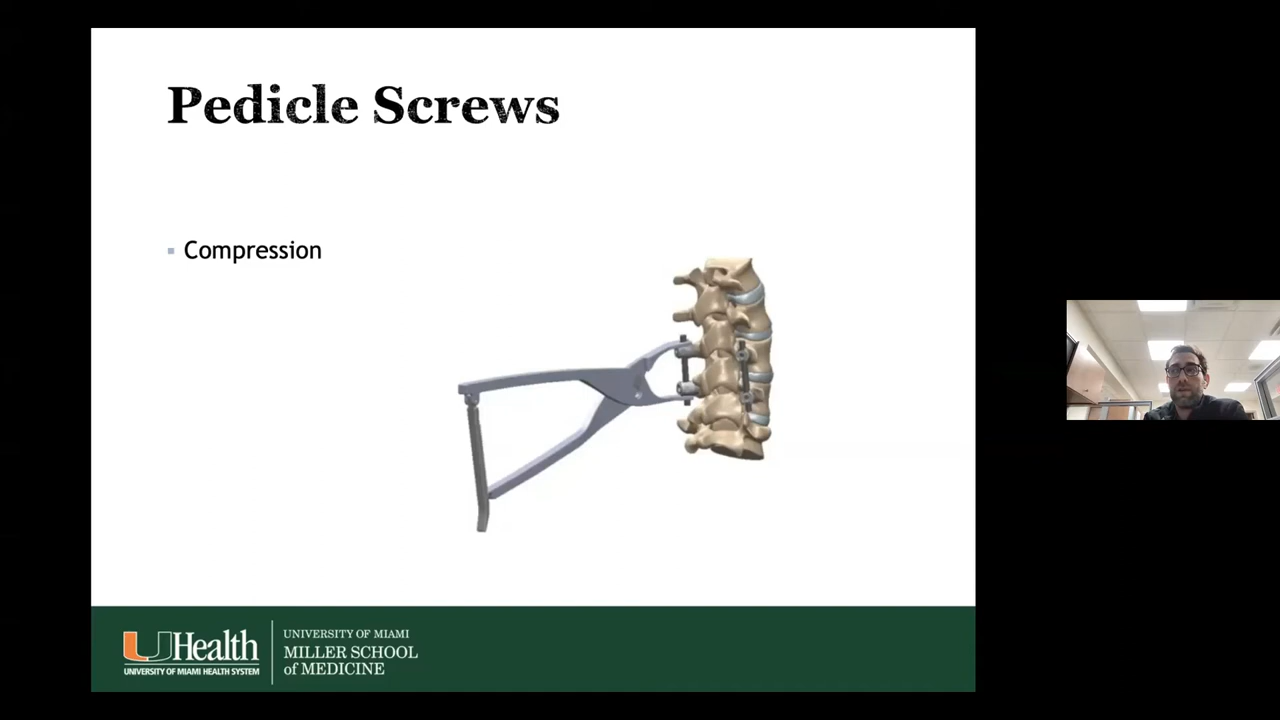 Pedicle Screws
Compression
UHealth
UNIVERSITY OF MIAMI HEALTH SYSTEM
UNIVERSITY OF MIAMI
MILLER SCHOOL
of MEDICINE